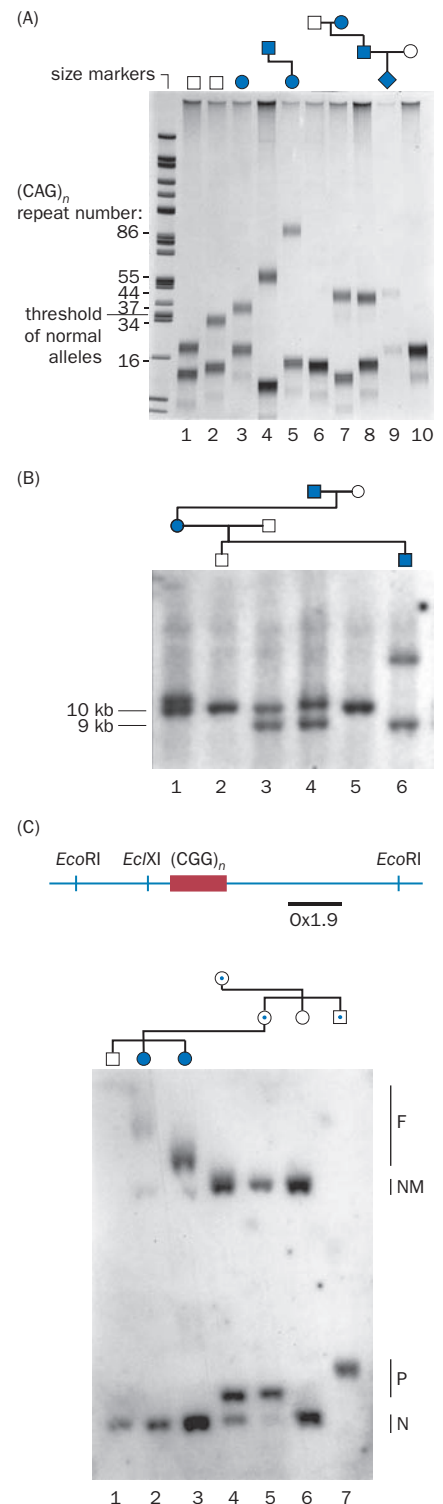 (A)
size markers
(CAG)n
repeat number:
86
55
44
37
threshold
of normal
alleles
34
16
1 2 3 4 5 6 7 8 9 10
(B)
10 kb
9 kb
1 2 3 4 5 6
(C)
EcoRI EclXI (CGG)n EcoRI
Ox1.9
F
NM
P
N
1 2 3 4 5 6 7